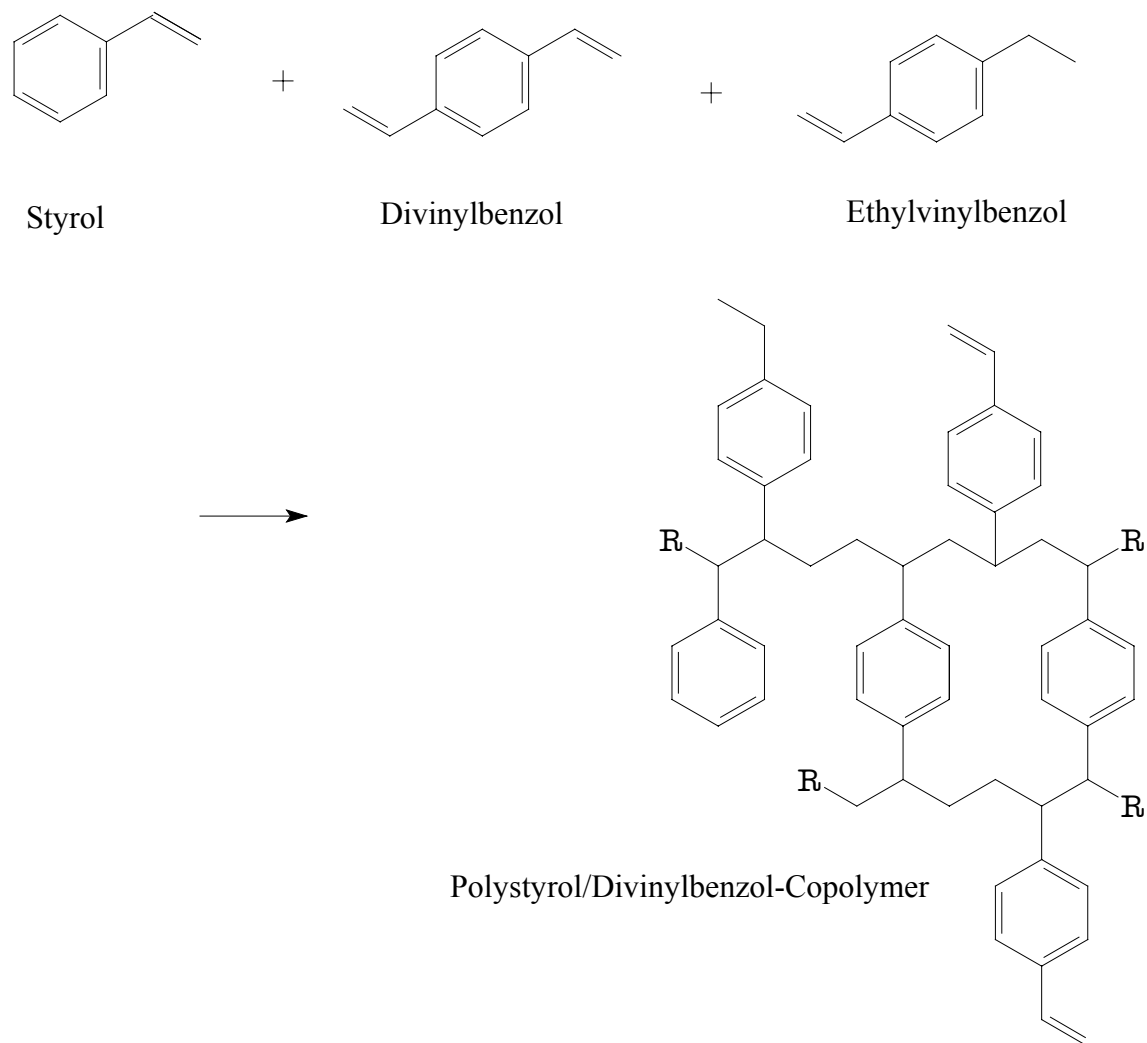 +
+
Styrol
Divinylbenzol
Ethylvinylbenzol
R
R
R
R
Polystyrol/Divinylbenzol-Copolymer